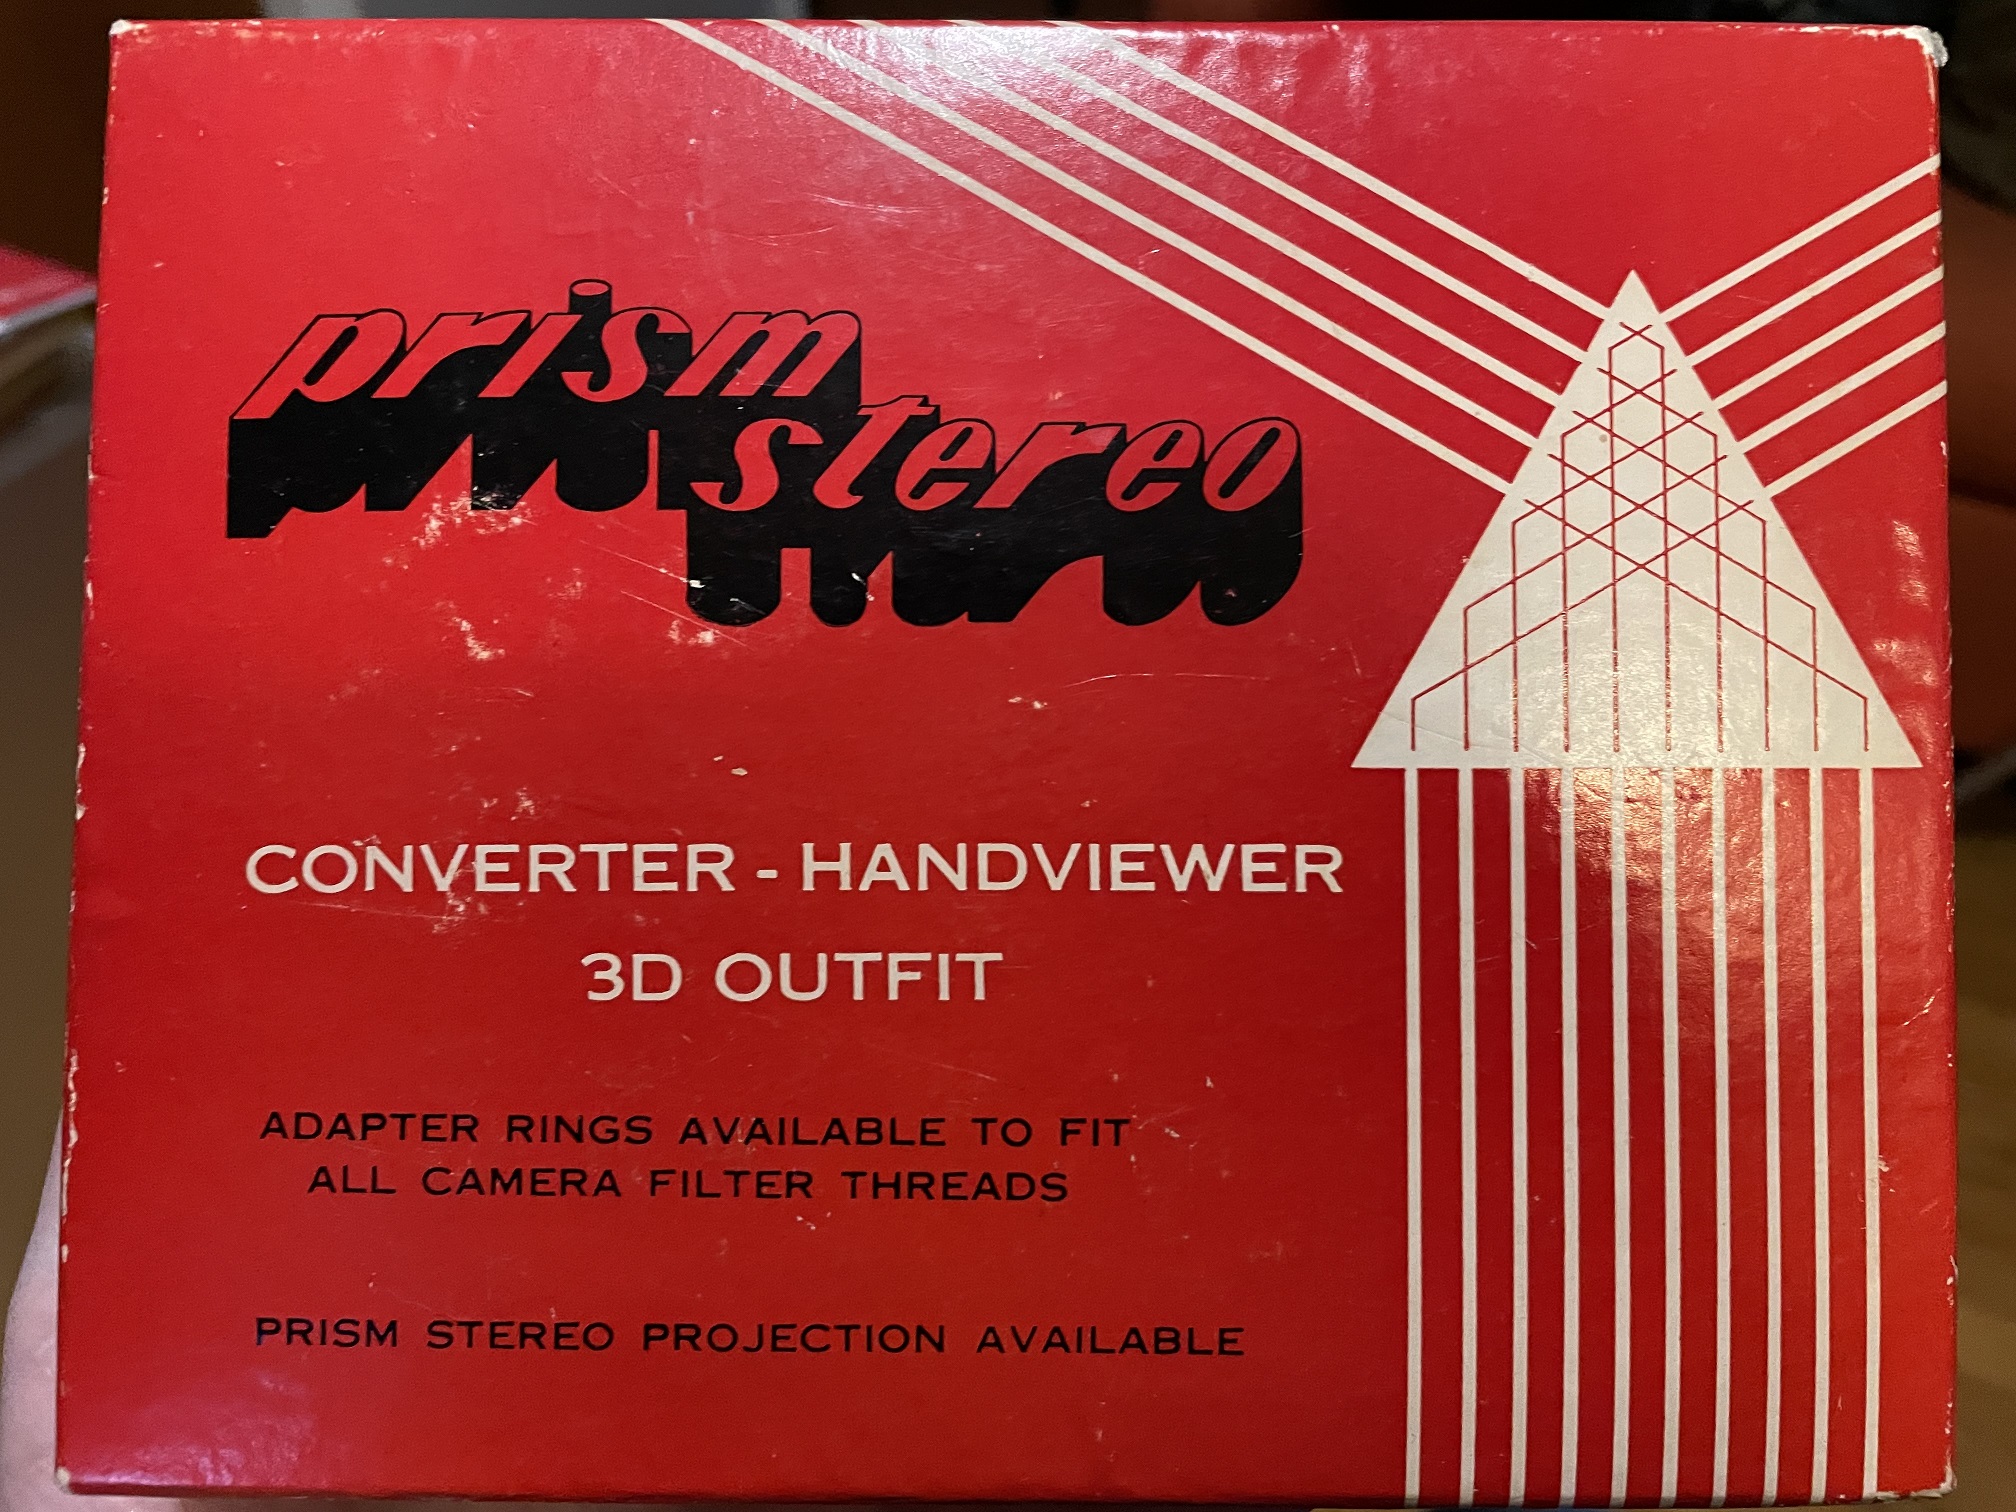 prism
stereo
CONVERTER - HANDVIEWER
3D OUTFIT
ADAPTER RINGS AVAILABLE TO FIT
ALL CAMERA FILTER THREADS
PRISM STEREO PROJECTION AVAILABLE